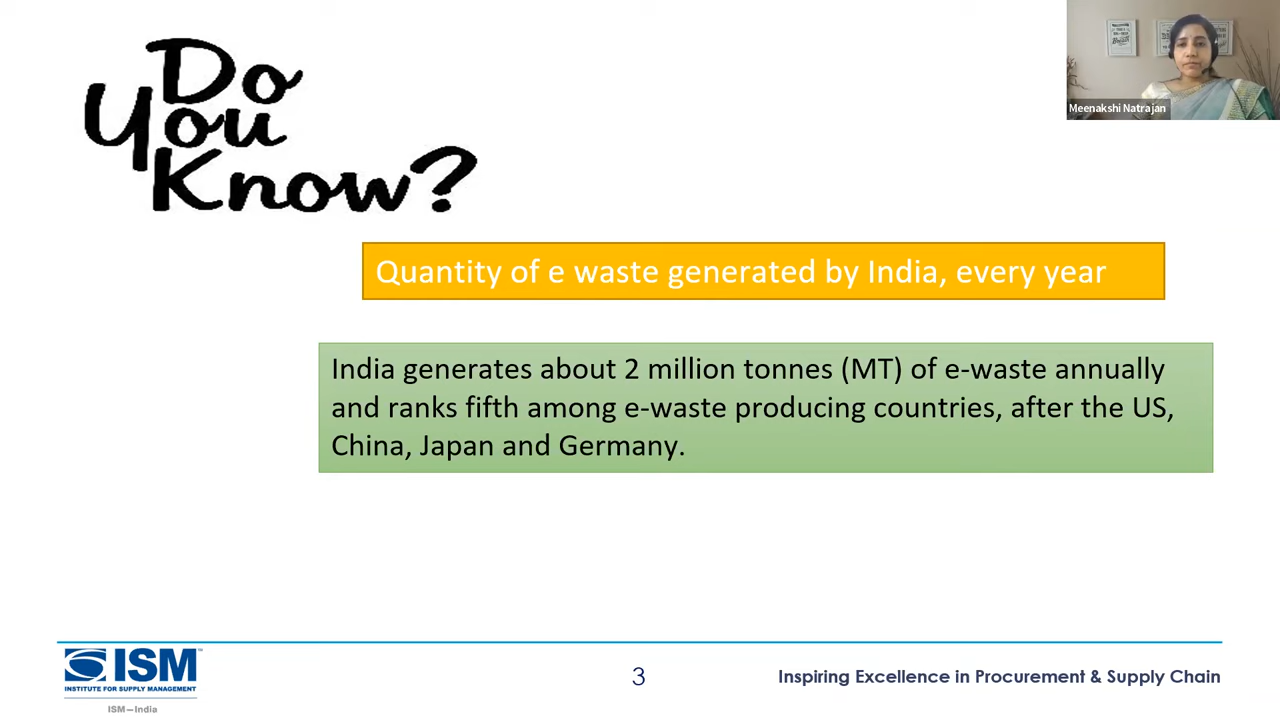 Do
You
Know?
Meenakshi Natrajan
Quantity of e waste generated by India, every year
India generates about 2 million tonnes (MT) of e-waste annually
and ranks fifth among e-waste producing countries, after the US,
China, Japan and Germany.
ISM
INSTITUTE FOR SUPPLY MANAGEMENT
ISM—India
3
Inspiring Excellence in Procurement & Supply Chain